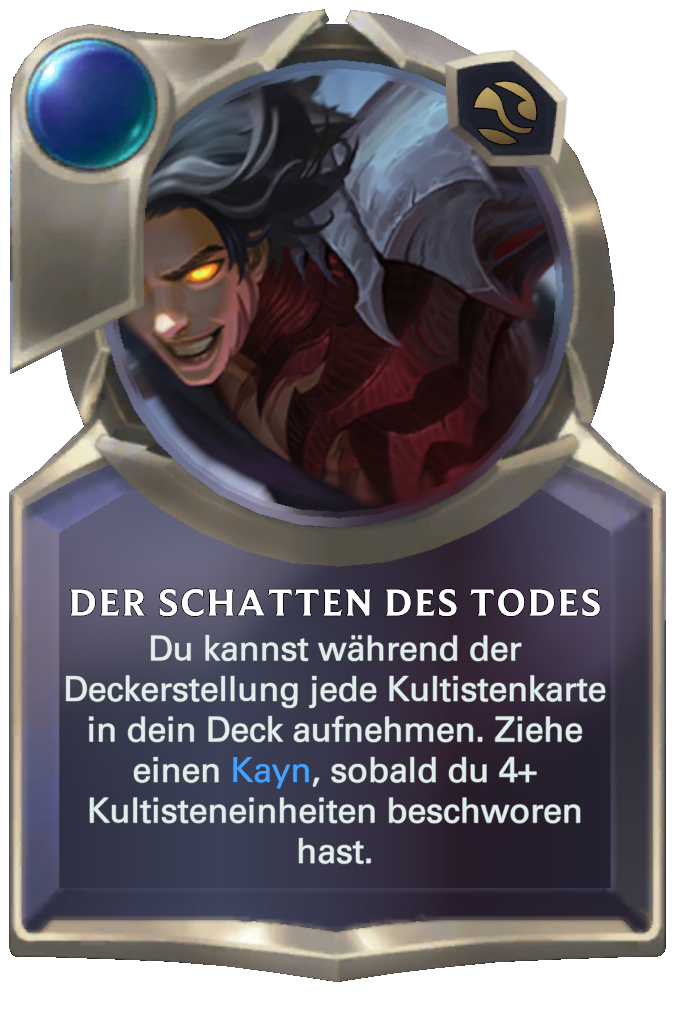 DER SCHATTEN DES TODES
Du kannst während der
Deckerstellung jede Kultistenkarte
in dein Deck aufnehmen. Ziehe
einen Kayn, sobald du 4+
Kultisteneinheiten beschworen
hast.